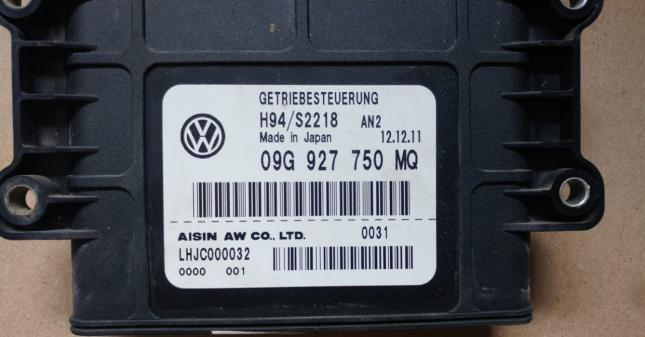 GETRIEBESTEUERUNG
H94/S2218 AN2
Made in Japan 12.12.11
09G 927 750 MQ
AISIN AW CO., LTD. 0031
LHJC000032
0000 001